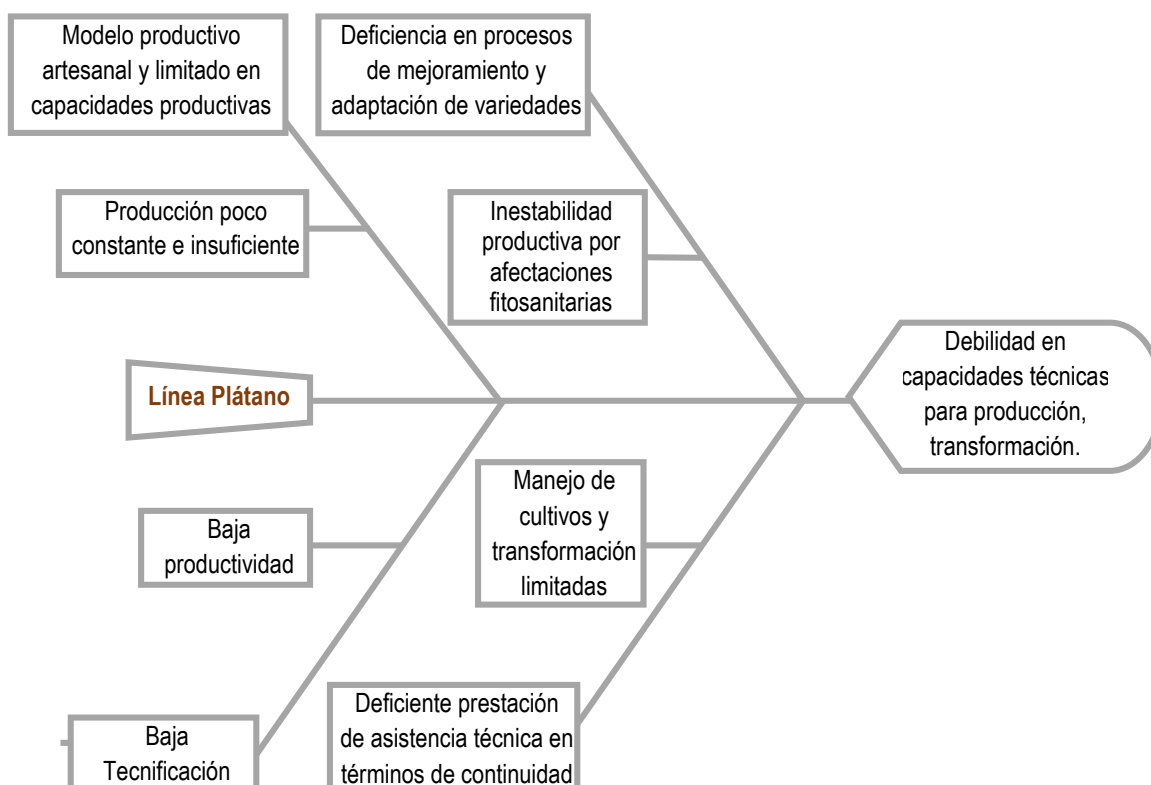 Modelo productivo
artesanal y limitado en
capacidades productivas
Deficiencia en procesos
de mejoramiento y
adaptación de variedades
Producción poco
constante e insuficiente
Inestabilidad
productiva por
afectaciones
fitosanitarias
Línea Plátano
Debilidad en
capacidades técnicas
para producción,
transformación.
Baja
productividad
Manejo de
cultivos y
transformación
limitadas
Baja
Tecnificación
Deficiente prestación
de asistencia técnica en
términos de continuidad